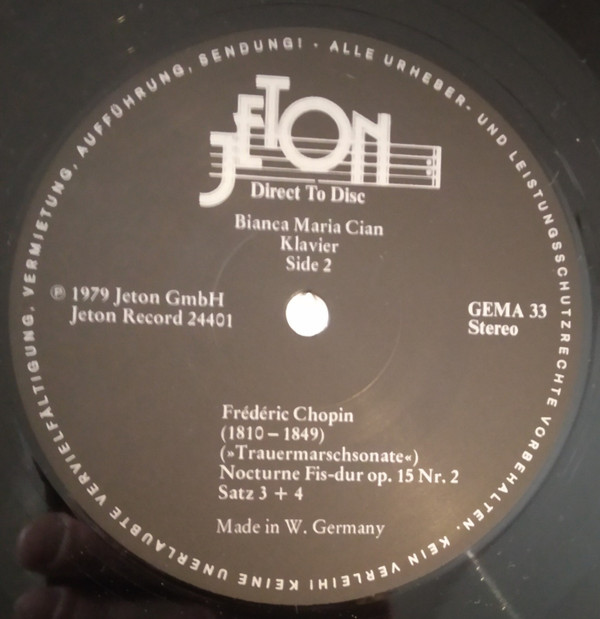 JETON
Direct To Disc
Bianca Maria Cian
Klavier
Side 2
℗ 1979 Jeton GmbH
Jeton Record 24401
GEMA 33
Stereo
Frédéric Chopin
(1810–1849)
(»Trauermarschsonate«)
Nocturne Fis-dur op. 15 Nr. 2
Satz 3 + 4
Made in W. Germany
ALLE URHEBER- UND LEISTUNGSSCHUTZRECHTE VORBEHALTEN. KEIN VERLEIH! KEINE UNERLAUBTE VERVIELFÄLTIGUNG, VERMIETUNG, AUFFÜHRUNG, SENDUNG! ·